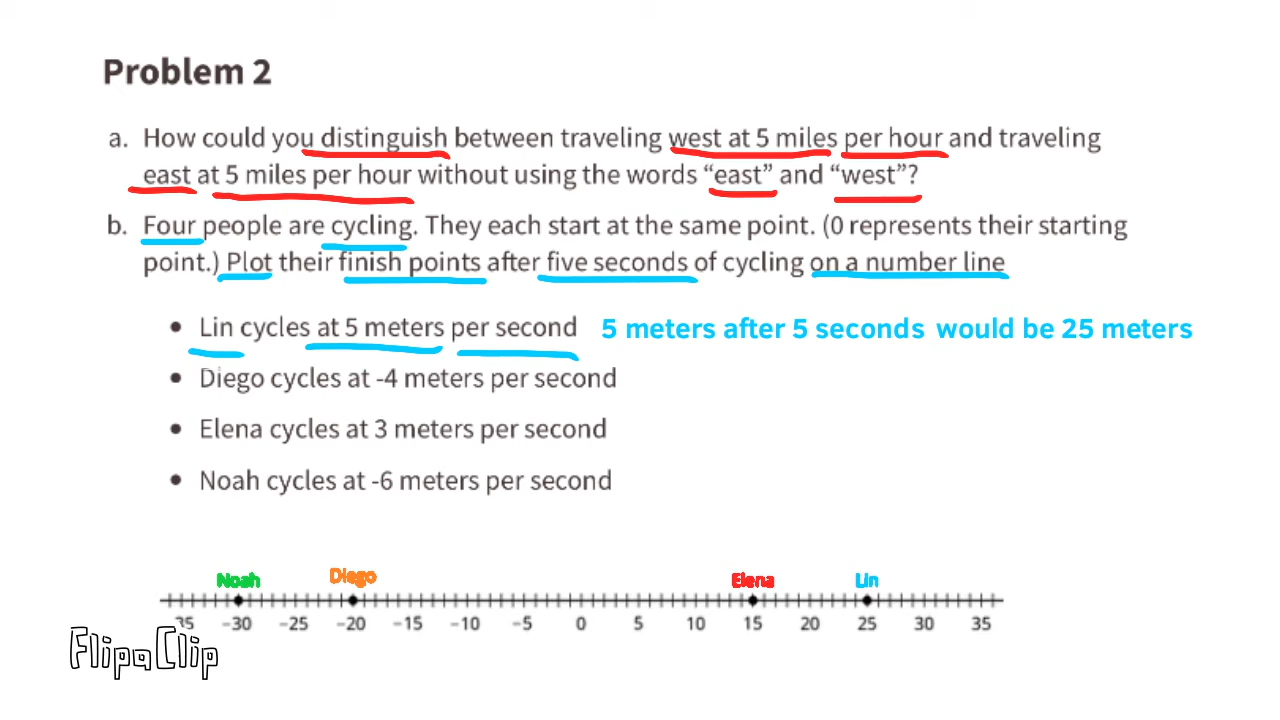 Problem 2
a. How could you distinguish between traveling west at 5 miles per hour and traveling
east at 5 miles per hour without using the words “east” and “west”?
b. Four people are cycling. They each start at the same point. (0 represents their starting
point.) Plot their finish points after five seconds of cycling on a number line
• Lin cycles at 5 meters per second 5 meters after 5 seconds would be 25 meters
• Diego cycles at -4 meters per second
• Elena cycles at 3 meters per second
• Noah cycles at -6 meters per second
Noah Diego Elena Lin
35 −30 −25 −20 −15 −10 −5 0 5 10 15 20 25 30 35
FlipaClip